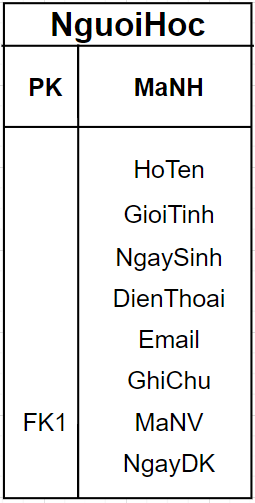 NguoiHoc
PK MaNH
HoTen
GioiTinh
NgaySinh
DienThoai
Email
GhiChu
FK1 MaNV
NgayDK